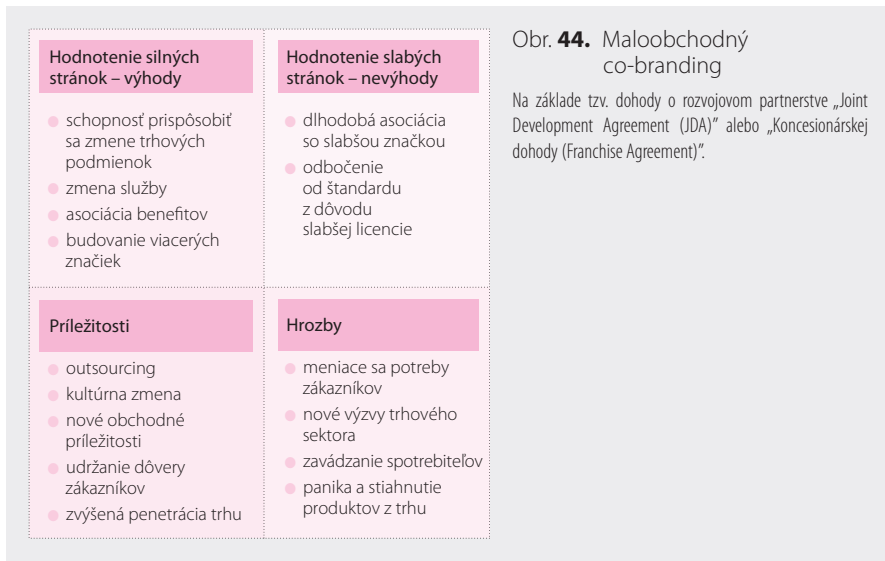 Hodnotenie silných
stránok – výhody
schopnosť prispôsobiť
sa zmene trhových
podmienok
zmena služby
asociácia benefitov
budovanie viacerých
značiek
Hodnotenie slabých
stránok – nevýhody
dlhodobá asociácia
so slabšou značkou
odbočenie
od štandardu
z dôvodu
slabšej licencie
Príležitosti
outsourcing
kultúrna zmena
nové obchodné
príležitosti
udržanie dôvery
zákazníkov
zvýšená penetrácia trhu
Hrozby
meniace sa potreby
zákazníkov
nové výzvy trhového
sektora
zavádzanie spotrebiteľov
panika a stiahnutie
produktov z trhu
Obr. 44. Maloobchodný
co-branding
Na základe tzv. dohody o rozvojovom partnerstve „Joint
Development Agreement (JDA)” alebo „Koncesionárskej
dohody (Franchise Agreement)”.